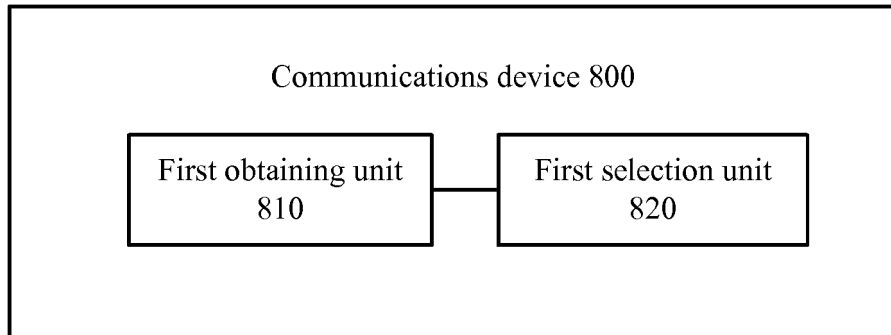 Communications device 800
First obtaining unit
810
First selection unit
820